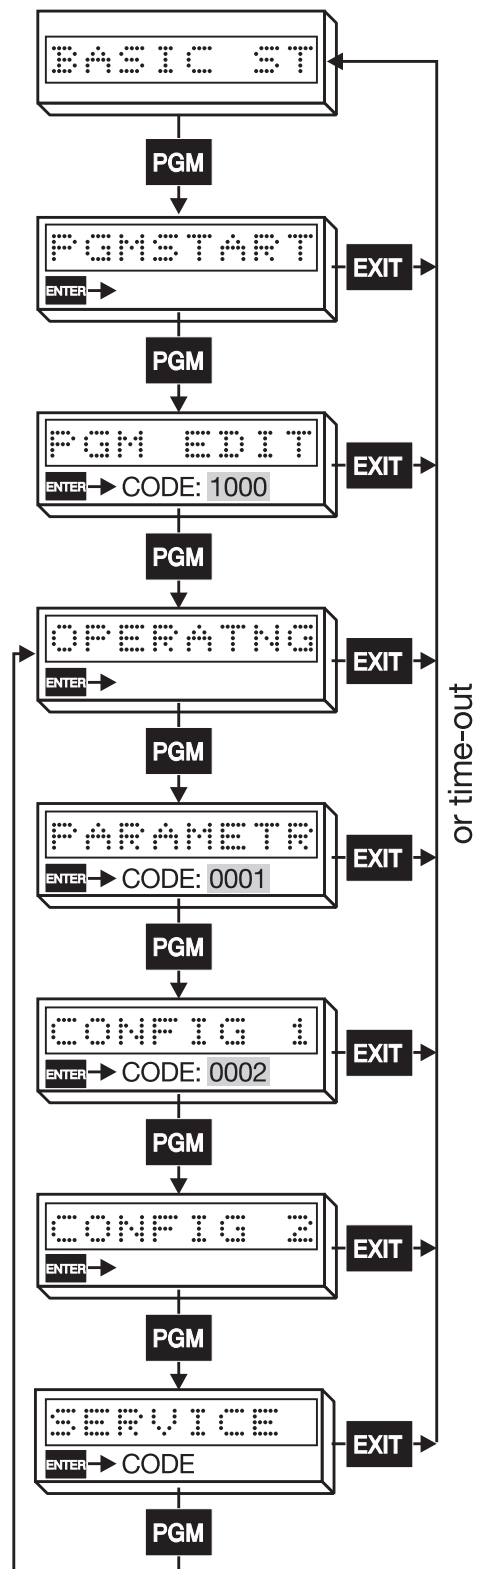 BASIC ST
PGM
PGMSTART
EXIT
ENTER
PGM
PGM EDIT
EXIT
ENTER CODE: 1000
PGM
OPERATNG
EXIT
ENTER
PGM
PARAMETR
EXIT
ENTER CODE: 0001
PGM
CONFIG 1
EXIT
ENTER CODE: 0002
PGM
CONFIG 2
EXIT
ENTER
PGM
SERVICE
EXIT
ENTER CODE
PGM
or time-out